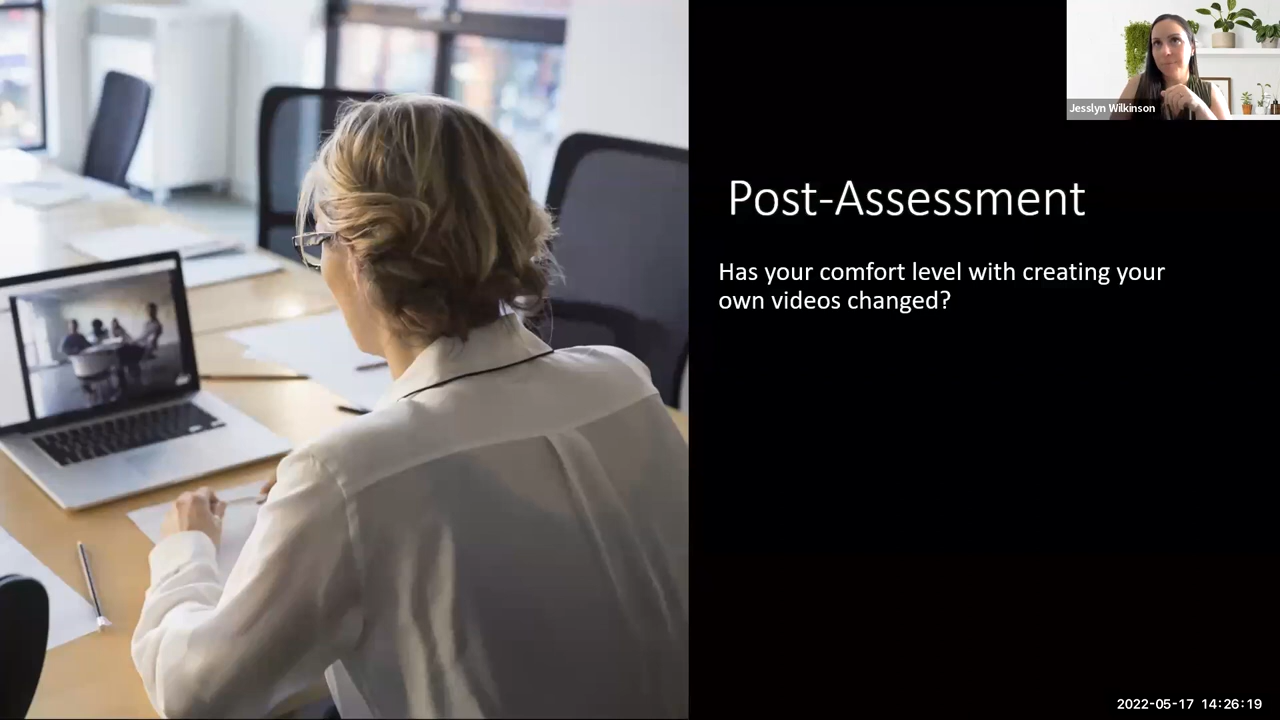 Jesslyn Wilkinson
Post-Assessment
Has your comfort level with creating your
own videos changed?
2022-05-17 14:26:19